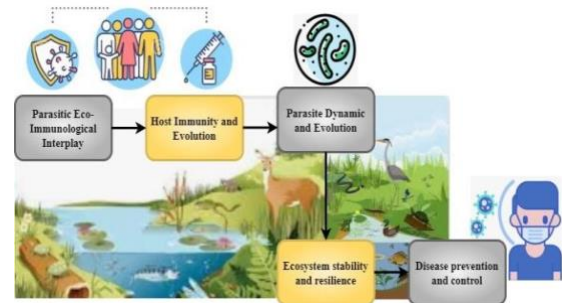 Parasitic Eco-
Immunological
Interplay
Host Immunity and
Evolution
Parasite Dynamic
and Evolution
Ecosystem stability
and resilience
Disease prevention
and control